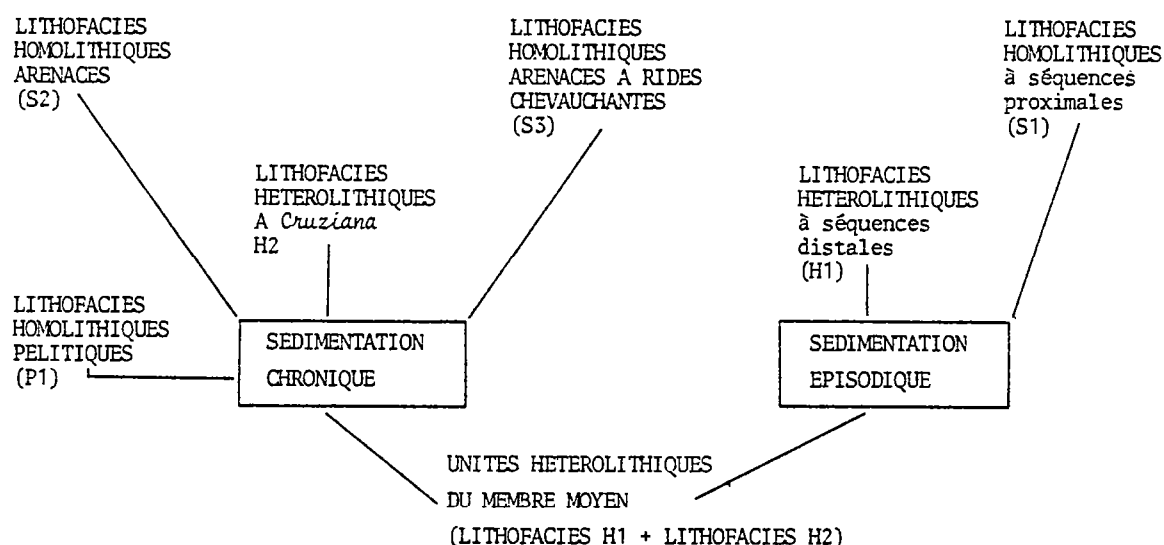 LITHOFACIES
HOMOLITHIQUES
ARENACES
(S2)
LITHOFACIES
HOMOLITHIQUES
ARENACES A RIDES
CHEVAUCHANTES
(S3)
LITHOFACIES
HOMOLITHIQUES
à séquences
proximales
(S1)
LITHOFACIES
HETEROLITHIQUES
A Cruziana
H2
LITHOFACIES
HETEROLITHIQUES
à séquences
distales
(H1)
LITHOFACIES
HOMOLITHIQUES
PELITIQUES
(P1)
SEDIMENTATION
CHRONIQUE
SEDIMENTATION
EPISODIQUE
UNITES HETEROLITHIQUES
DU MEMBRE MOYEN
(LITHOFACIES H1 + LITHOFACIES H2)